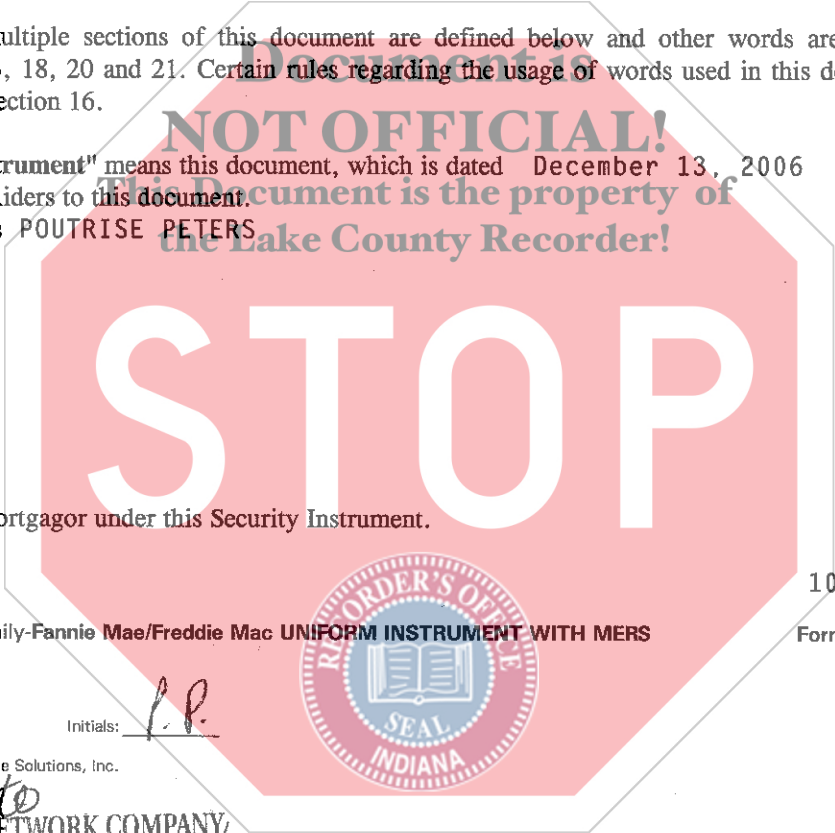 ultiple sections of this document are defined below and other words are
, 18, 20 and 21. Certain rules regarding the usage of words used in this d
ection 16.
Document is
NOT OFFICIAL!
This Document is the property of
the Lake County Recorder!
trument" means this document, which is dated December 13, 2006
iders to this document.
POUTRISE PETERS
STOP
ortgagor under this Security Instrument.
10
ily-Fannie Mae/Freddie Mac UNIFORM INSTRUMENT WITH MERS
Form
RECORDER'S OFFICE
SEAL
INDIANA
Initials: P.P.
e Solutions, Inc.
TWORK COMPANY,